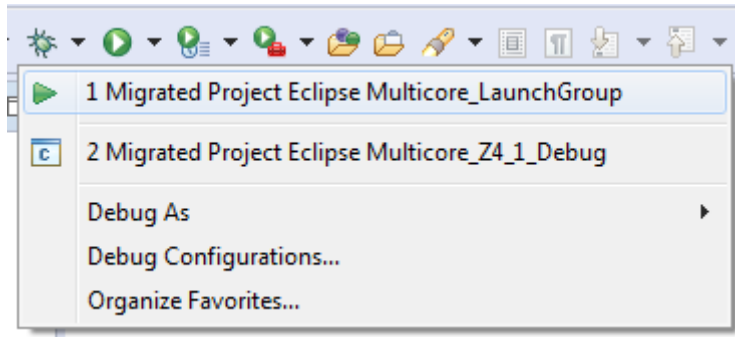 1 Migrated Project Eclipse Multicore_LaunchGroup
2 Migrated Project Eclipse Multicore_Z4_1_Debug
Debug As
Debug Configurations...
Organize Favorites...